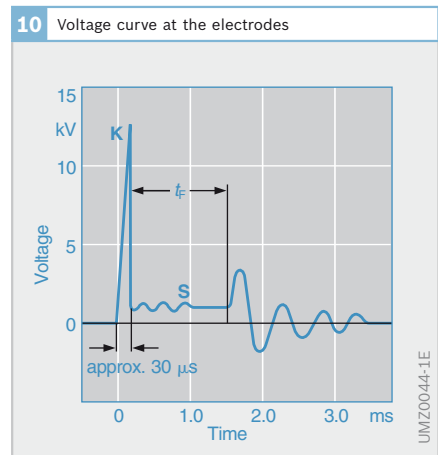 10 Voltage curve at the electrodes
15
kV
K
10
tF
5
S
0
approx. 30 µs
0 1.0 2.0 3.0 ms
Time
Voltage
UMZ0044-1E